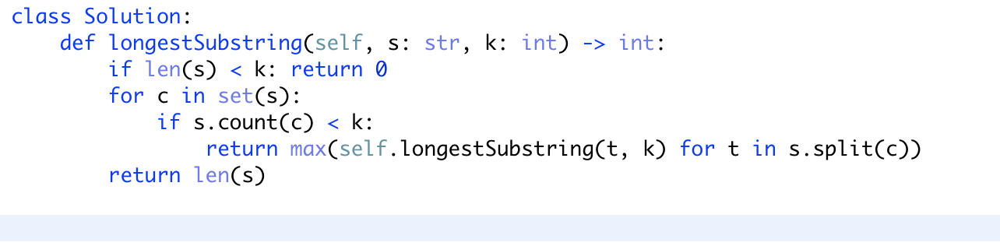 class Solution:
    def longestSubstring(self, s: str, k: int) -> int:
        if len(s) < k: return 0
        for c in set(s):
            if s.count(c) < k:
                return max(self.longestSubstring(t, k) for t in s.split(c))
        return len(s)